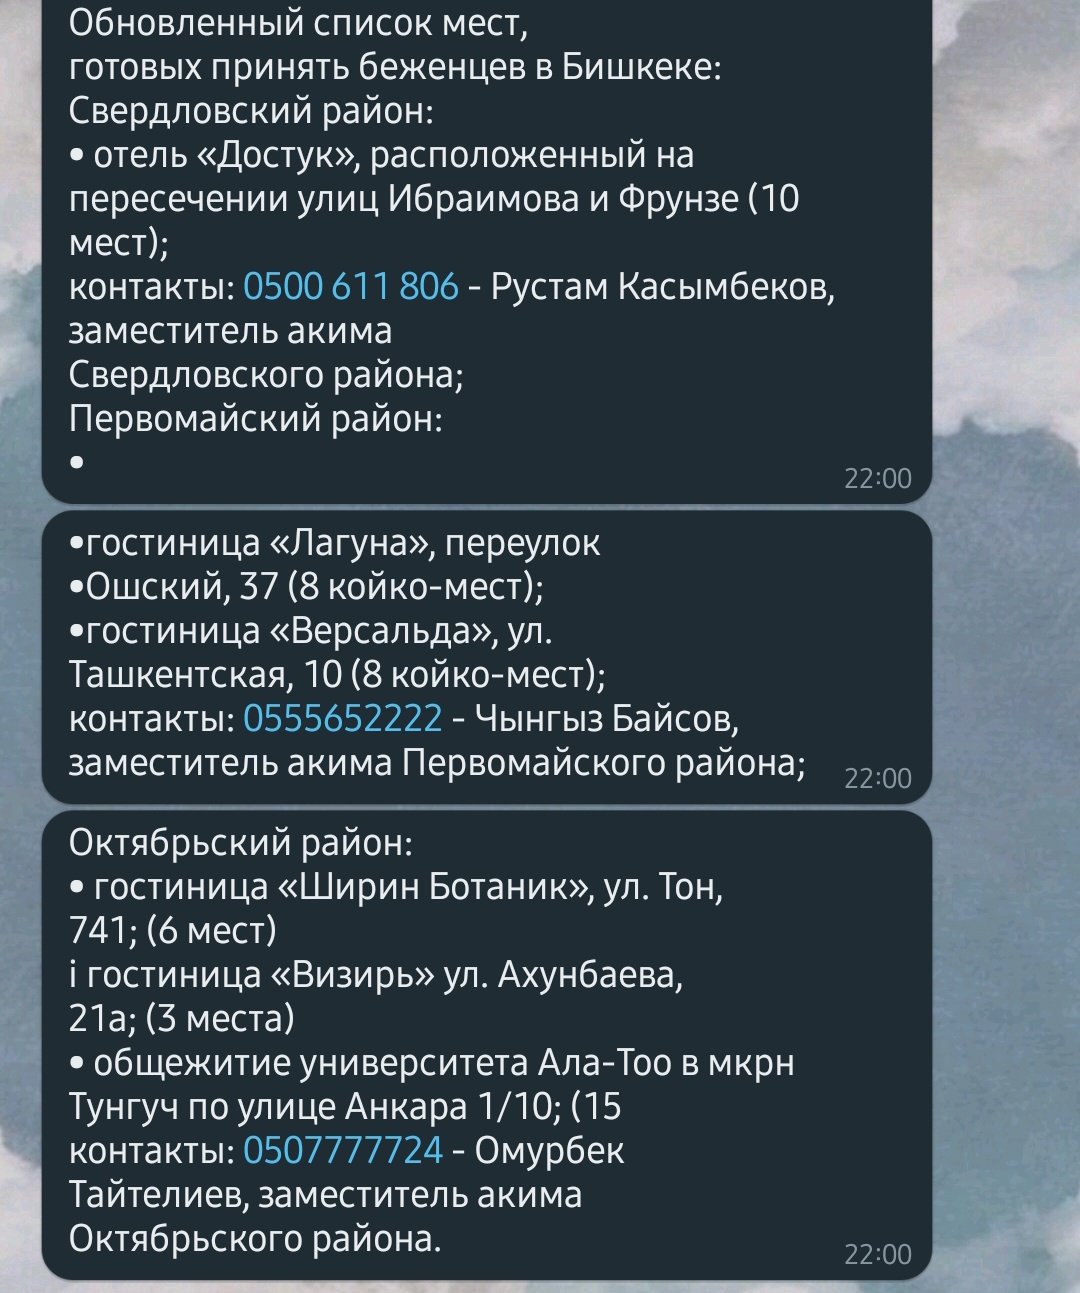 Обновленный список мест,
готовых принять беженцев в Бишкеке:
Свердловский район:
• отель «Достук», расположенный на
пересечении улиц Ибраимова и Фрунзе (10
мест);
контакты: 0500 611 806 - Рустам Касымбеков,
заместитель акима
Свердловского района;
Первомайский район:
•
22:00
•гостиница «Лагуна», переулок
•Ошский, 37 (8 койко-мест);
•гостиница «Версальда», ул.
Ташкентская, 10 (8 койко-мест);
контакты: 0555652222 - Чынгыз Байсов,
заместитель акима Первомайского района;
22:00
Октябрьский район:
• гостиница «Ширин Ботаник», ул. Тон,
741; (6 мест)
і гостиница «Визирь» ул. Ахунбаева,
21а; (3 места)
• общежитие университета Ала-Тоо в мкрн
Тунгуч по улице Анкара 1/10; (15
контакты: 0507777724 - Омурбек
Тайтелиев, заместитель акима
Октябрьского района.
22:00